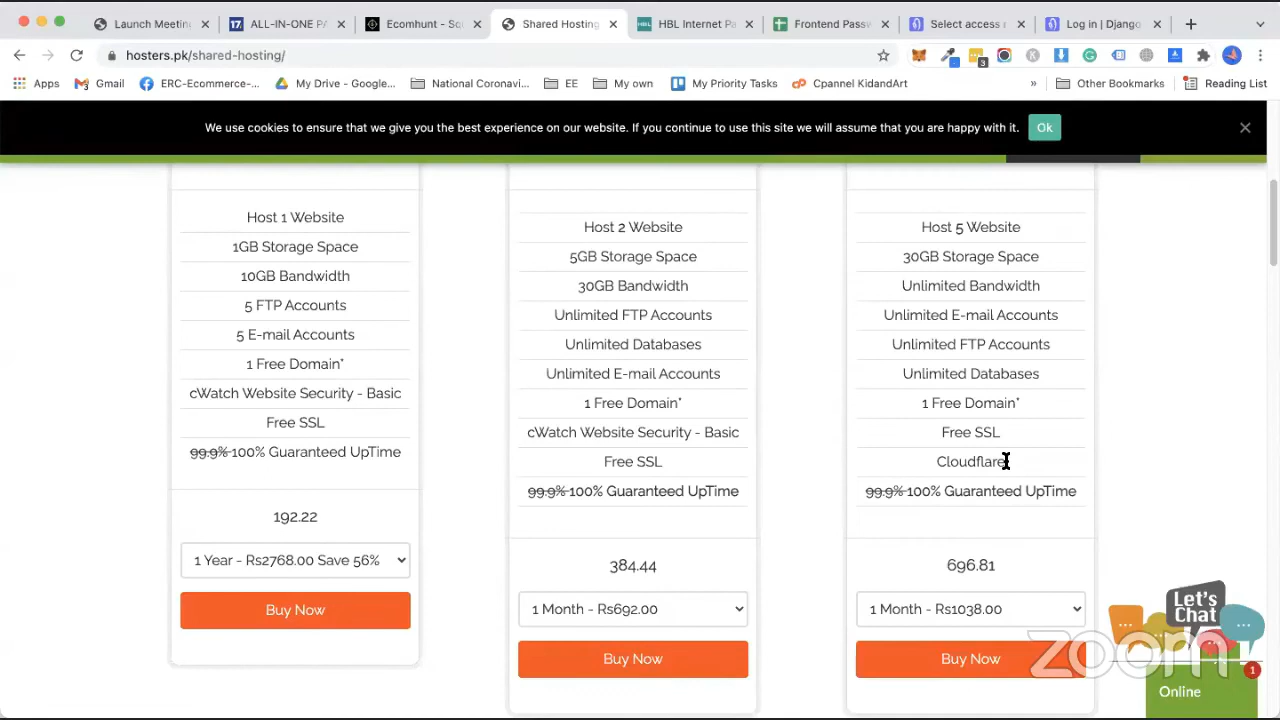 Launch Meeti
ALL-IN-ONE PA
Ecomhunt - Sq
Shared Hosting
HBL Internet Pa
Frontend Passw
Select access
Log in | Django
hosters.pk/shared-hosting/
3
Apps
Gmail
ERC-Ecommerce-...
My Drive - Google...
National Coronavi...
EE
My own
My Priority Tasks
Cpannel KidandArt
»
Other Bookmarks
Reading List
We use cookies to ensure that we give you the best experience on our website. If you continue to use this site we will assume that you are happy with it.
Ok
Host 1 Website
1GB Storage Space
10GB Bandwidth
5 FTP Accounts
5 E-mail Accounts
1 Free Domain*
cWatch Website Security - Basic
Free SSL
99.9% 100% Guaranteed UpTime
192.22
1 Year - Rs2768.00 Save 56%
Buy Now
Host 2 Website
5GB Storage Space
30GB Bandwidth
Unlimited FTP Accounts
Unlimited Databases
Unlimited E-mail Accounts
1 Free Domain*
cWatch Website Security - Basic
Free SSL
99.9% 100% Guaranteed UpTime
384.44
1 Month - Rs692.00
Buy Now
Host 5 Website
30GB Storage Space
Unlimited Bandwidth
Unlimited E-mail Accounts
Unlimited FTP Accounts
Unlimited Databases
1 Free Domain*
Free SSL
Cloudflare
99.9% 100% Guaranteed UpTime
696.81
1 Month - Rs1038.00
Buy Now
Let's
Chat
zoom
1
Online